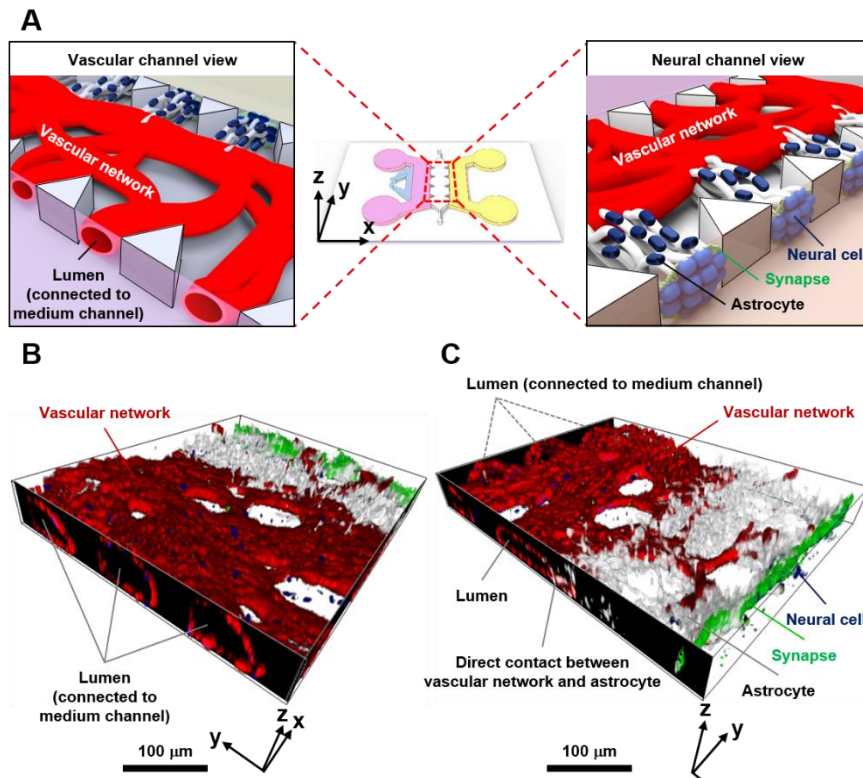 A
Vascular channel view
Vascular network
Lumen
(connected to
medium channel)
z
y
x
Neural channel view
Vascular network
Neural cell
Synapse
Astrocyte
B
Vascular network
Lumen
(connected to
medium channel)
y
z
x
100 μm
C
Lumen (connected to medium channel)
Vascular network
Lumen
Direct contact between
vascular network and astrocyte
Neural cell
Synapse
Astrocyte
z
y
100 μm